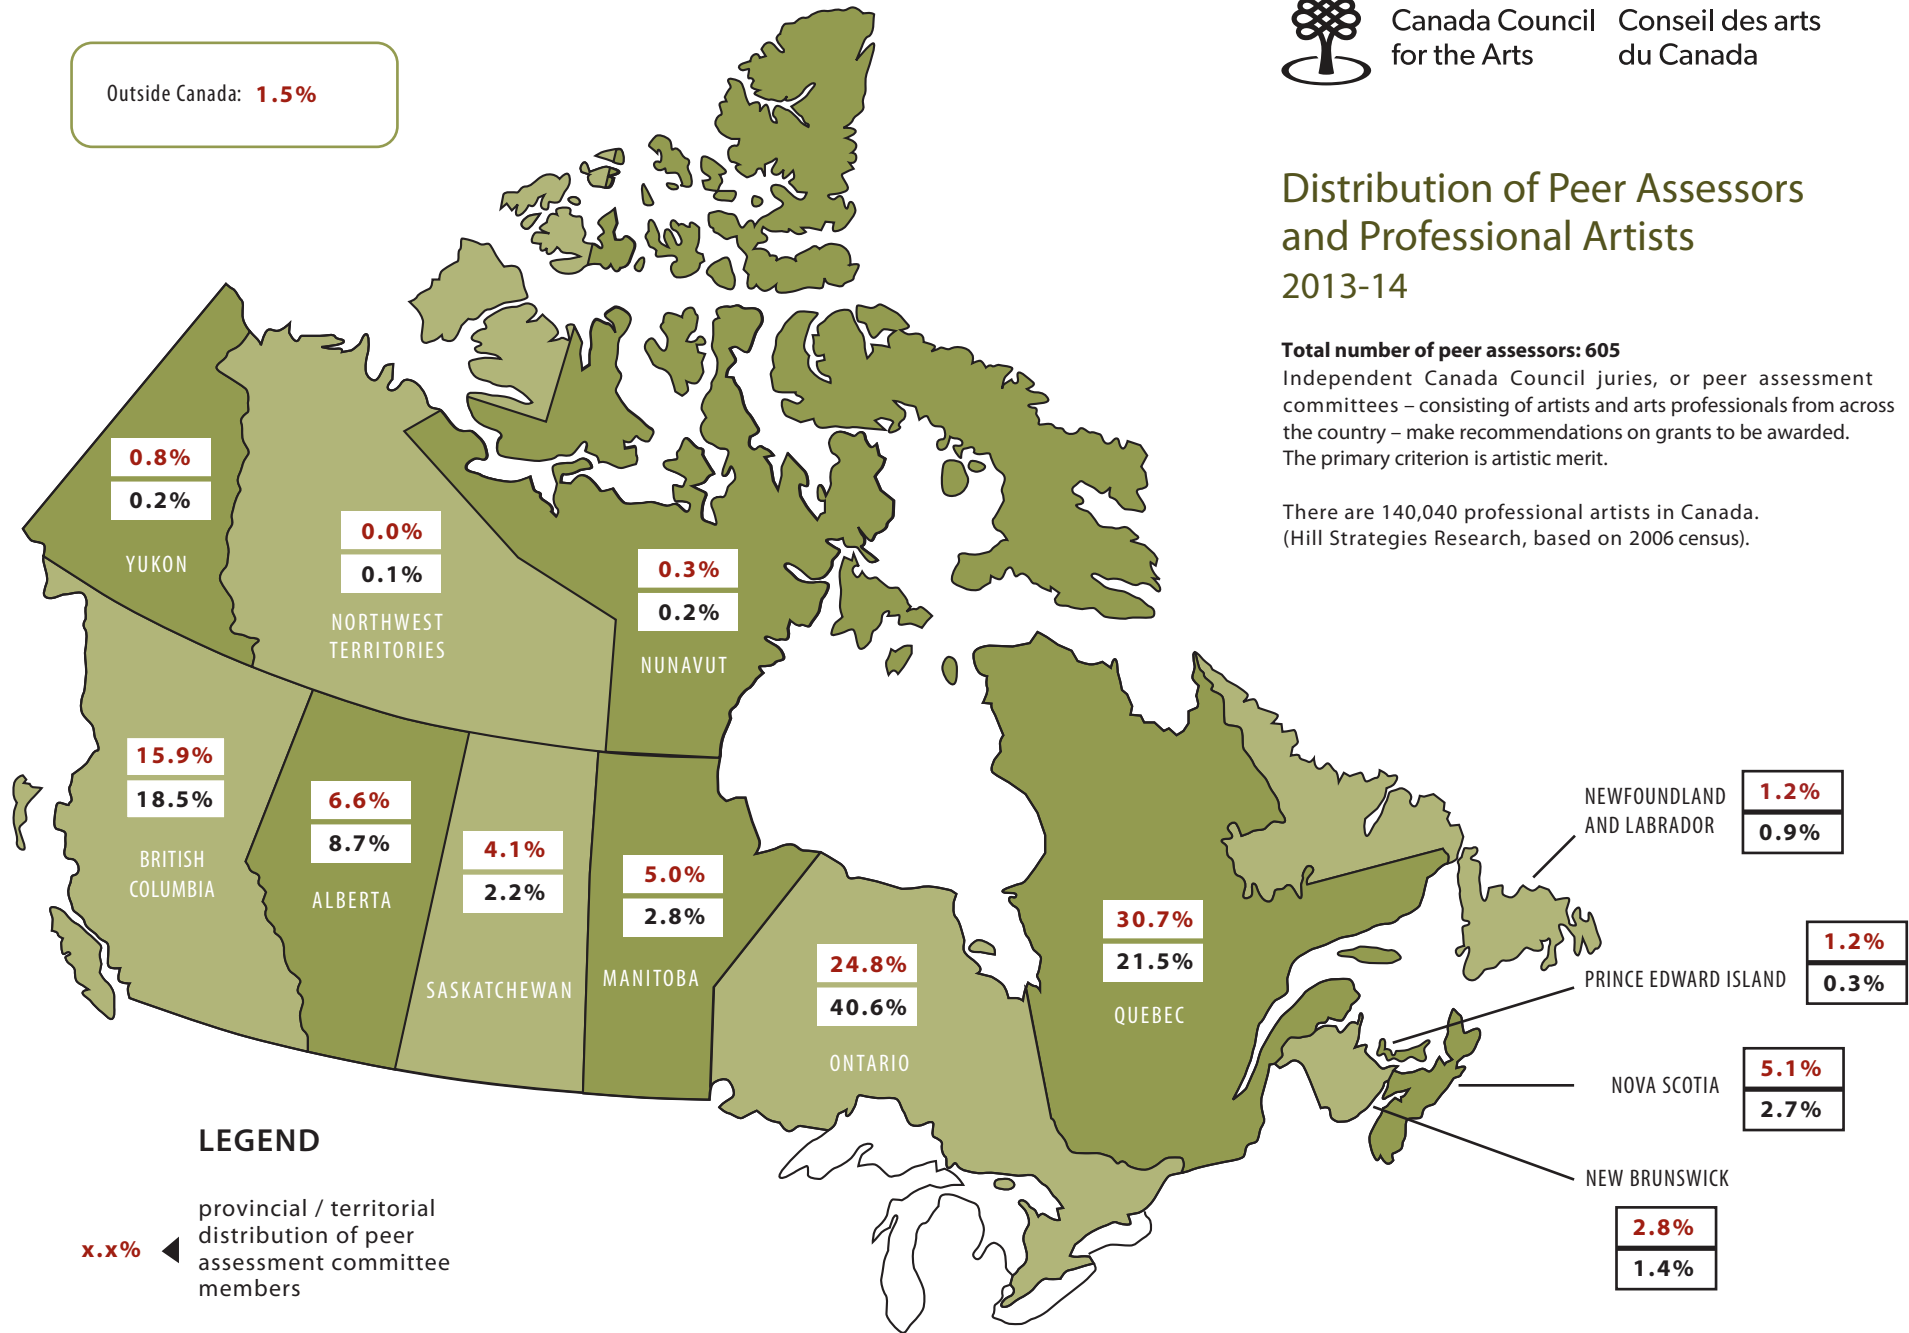 Outside Canada: 1.5%
Canada Council
for the Arts
Conseil des arts
du Canada
Distribution of Peer Assessors
and Professional Artists
2013-14
Total number of peer assessors: 605
Independent Canada Council juries, or peer assessment
committees – consisting of artists and arts professionals from across
the country – make recommendations on grants to be awarded.
The primary criterion is artistic merit.
There are 140,040 professional artists in Canada.
(Hill Strategies Research, based on 2006 census).
0.8%
0.2%
YUKON
0.0%
0.1%
NORTHWEST
TERRITORIES
0.3%
0.2%
NUNAVUT
15.9%
18.5%
BRITISH
COLUMBIA
6.6%
8.7%
ALBERTA
4.1%
2.2%
SASKATCHEWAN
5.0%
2.8%
MANITOBA
24.8%
40.6%
ONTARIO
30.7%
21.5%
QUEBEC
NEWFOUNDLAND
AND LABRADOR
1.2%
0.9%
PRINCE EDWARD ISLAND
1.2%
0.3%
NOVA SCOTIA
5.1%
2.7%
NEW BRUNSWICK
2.8%
1.4%
LEGEND
x.x%
provincial / territorial
distribution of peer
assessment committee
members